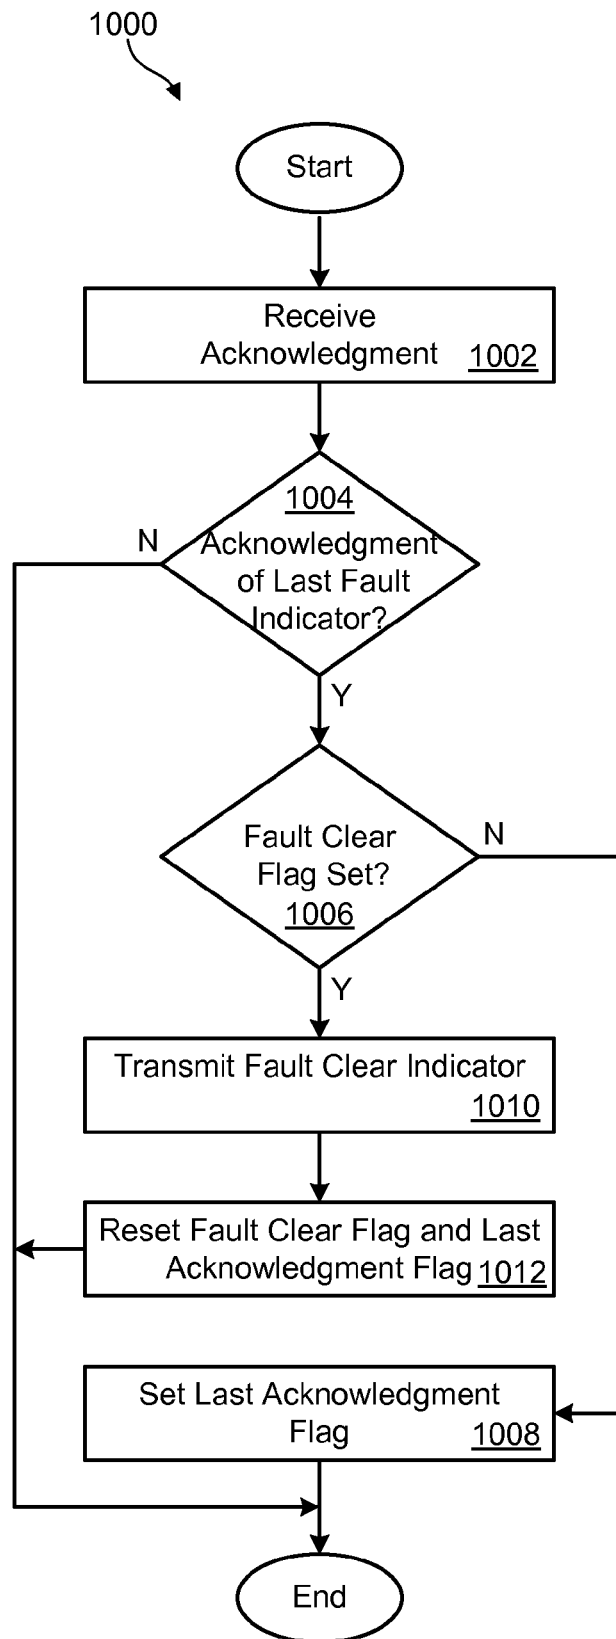 1000
Start
Receive
Acknowledgment 1002
1004
Acknowledgment
of Last Fault
Indicator?
N
Y
Fault Clear
Flag Set?
1006
N
Y
Transmit Fault Clear Indicator
1010
Reset Fault Clear Flag and Last
Acknowledgment Flag 1012
Set Last Acknowledgment
Flag 1008
End